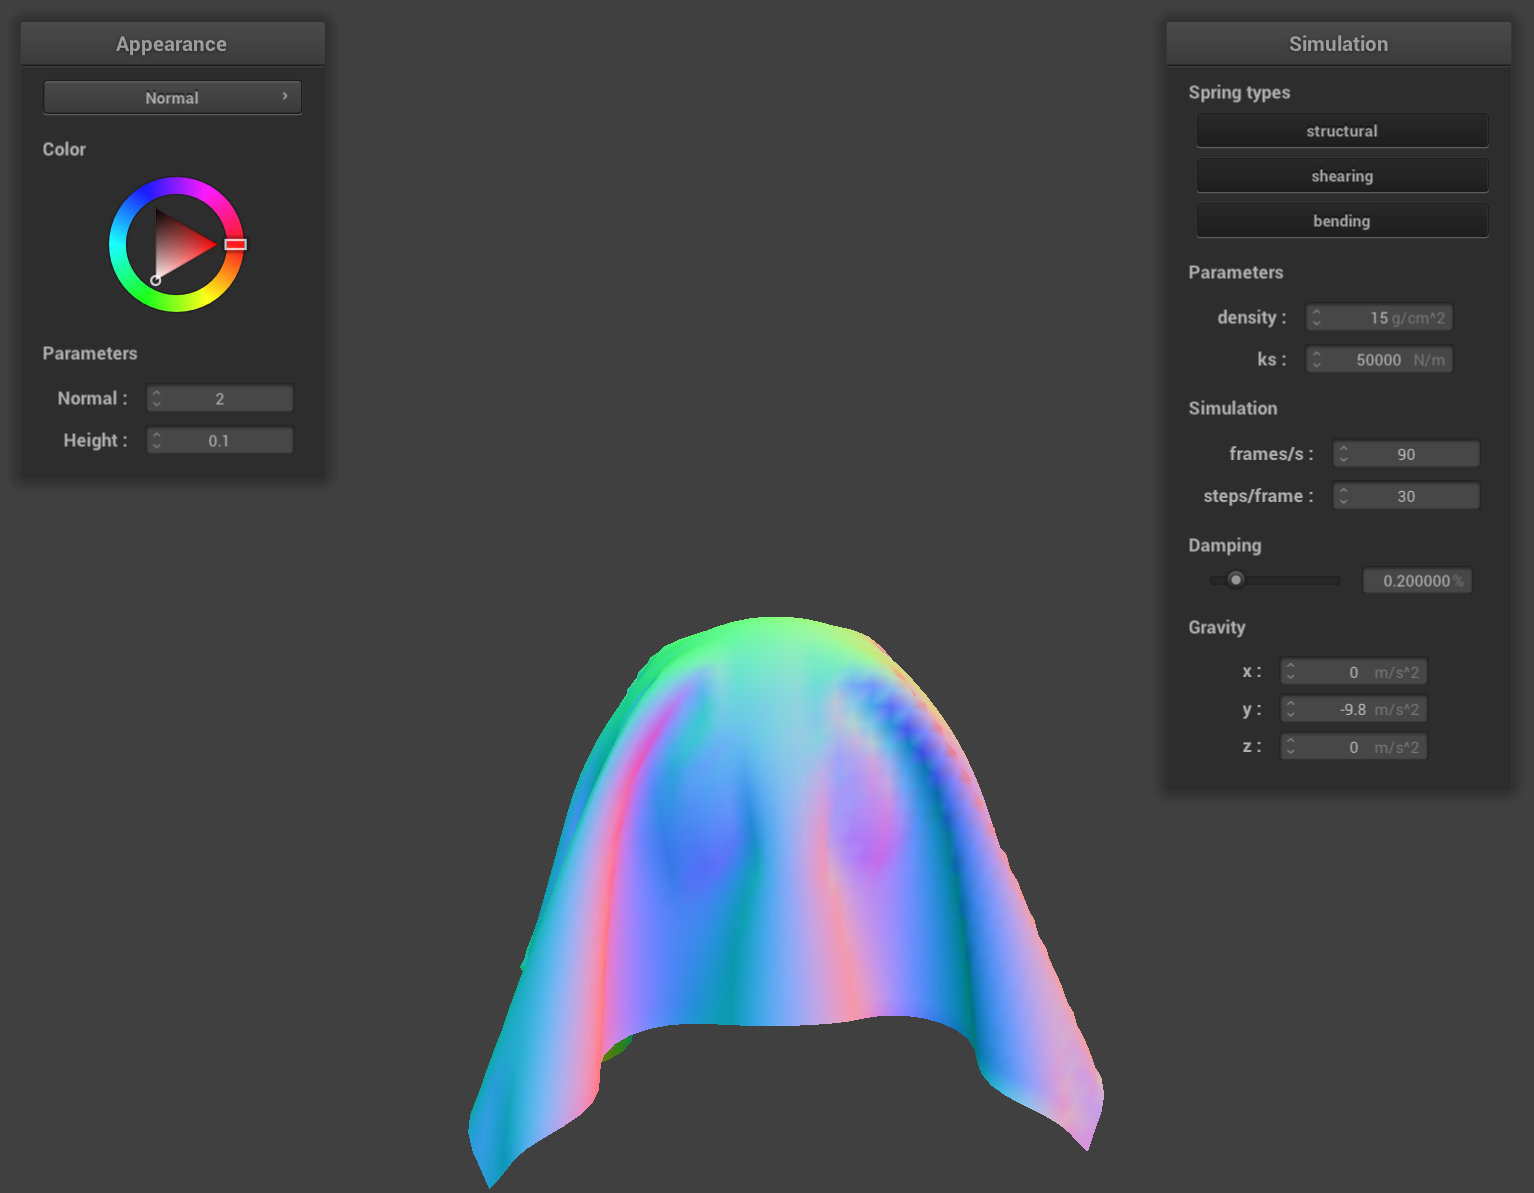 Appearance
Normal
Color
Parameters
Normal : 2
Height : 0.1
Simulation
Spring types
structural
shearing
bending
Parameters
density : 15 g/cm^2
ks : 50000 N/m
Simulation
frames/s : 90
steps/frame : 30
Damping
0.200000 %
Gravity
x : 0 m/s^2
y : -9.8 m/s^2
z : 0 m/s^2